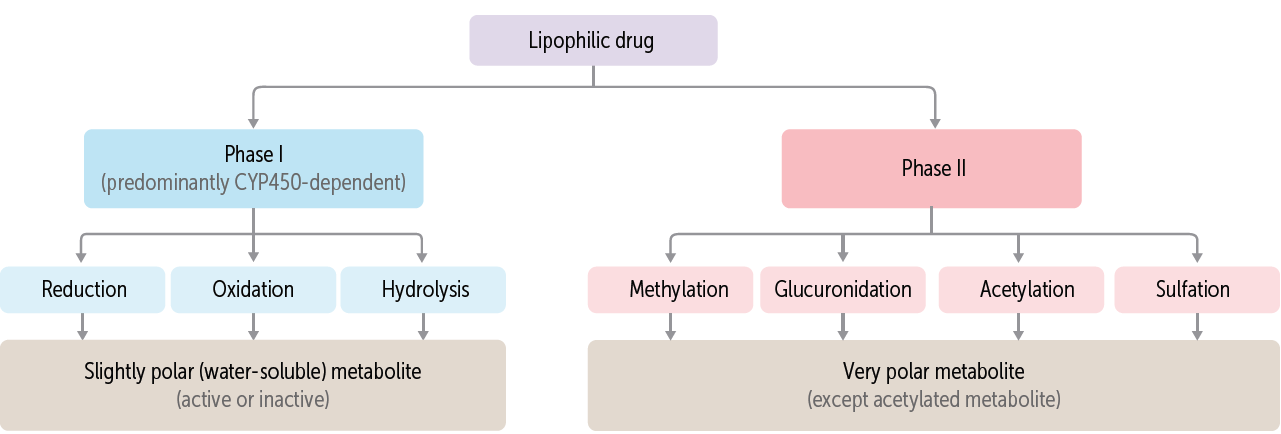 Lipophilic drug
Phase I
(predominantly CYP450-dependent)
Phase II
Reduction
Oxidation
Hydrolysis
Methylation
Glucuronidation
Acetylation
Sulfation
Slightly polar (water-soluble) metabolite
(active or inactive)
Very polar metabolite
(except acetylated metabolite)